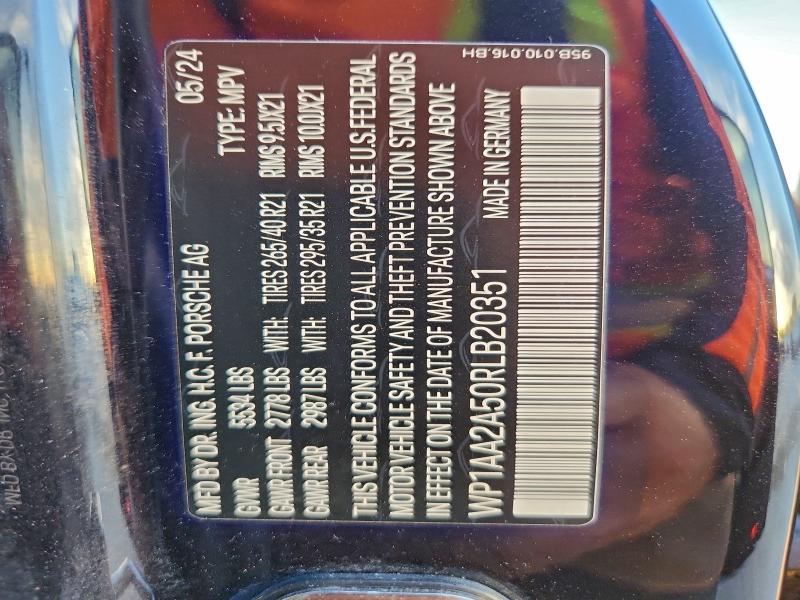 MFD BY DR. ING. H.C. F. PORSCHE AG 05/24
GVWR 5534 LBS TYPE: MPV
GAWR FRONT 2778 LBS WITH: TIRES 265/40 R21 RIMS 9.5JX21
GAWR REAR 2987 LBS WITH: TIRES 295/35 R21 RIMS 10.0JX21
THIS VEHICLE CONFORMS TO ALL APPLICABLE U.S. FEDERAL
MOTOR VEHICLE SAFETY AND THEFT PREVENTION STANDARDS
IN EFFECT ON THE DATE OF MANUFACTURE SHOWN ABOVE
WP1AA2A50RLB20351 MADE IN GERMANY
95B.010.016.BH